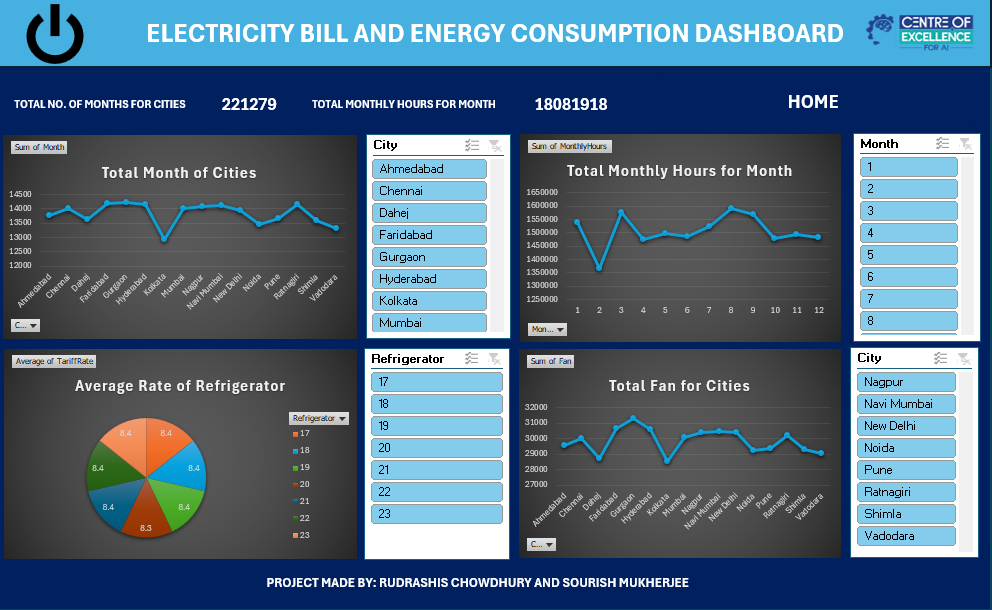 ELECTRICITY BILL AND ENERGY CONSUMPTION DASHBOARD
CENTRE OF
EXCELLENCE
FOR AI
TOTAL NO. OF MONTHS FOR CITIES
221279
TOTAL MONTHLY HOURS FOR MONTH
18081918
HOME
Sum of Month
Total Month of Cities
14500
14000
13500
13000
12500
12000
Ahmedabad
Chennai
Dahej
Faridabad
Gurgaon
Hyderabad
Kolkata
Mumbai
Nagpur
Navi Mumbai
New Delhi
Noida
Pune
Ratnagiri
Shimla
Vadodara
C...
City
Ahmedabad
Chennai
Dahej
Faridabad
Gurgaon
Hyderabad
Kolkata
Mumbai
Sum of MonthlyHours
Total Monthly Hours for Month
1650000
1600000
1550000
1500000
1450000
1400000
1350000
1300000
1250000
1 2 3 4 5 6 7 8 9 10 11 12
Mon...
Month
1
2
3
4
5
6
7
8
Average of TariffRate
Average Rate of Refrigerator
8.4
8.4
8.4
8.3
8.4
8.4
8.4
Refrigerator
17
18
19
20
21
22
23
Refrigerator
17
18
19
20
21
22
23
Sum of Fan
Total Fan for Cities
32000
31000
30000
29000
28000
27000
Ahmedabad
Chennai
Dahej
Faridabad
Gurgaon
Hyderabad
Kolkata
Mumbai
Nagpur
Navi Mumbai
New Delhi
Noida
Pune
Ratnagiri
Shimla
Vadodara
C...
City
Nagpur
Navi Mumbai
New Delhi
Noida
Pune
Ratnagiri
Shimla
Vadodara
PROJECT MADE BY: RUDRASHIS CHOWDHURY AND SOURISH MUKHERJEE